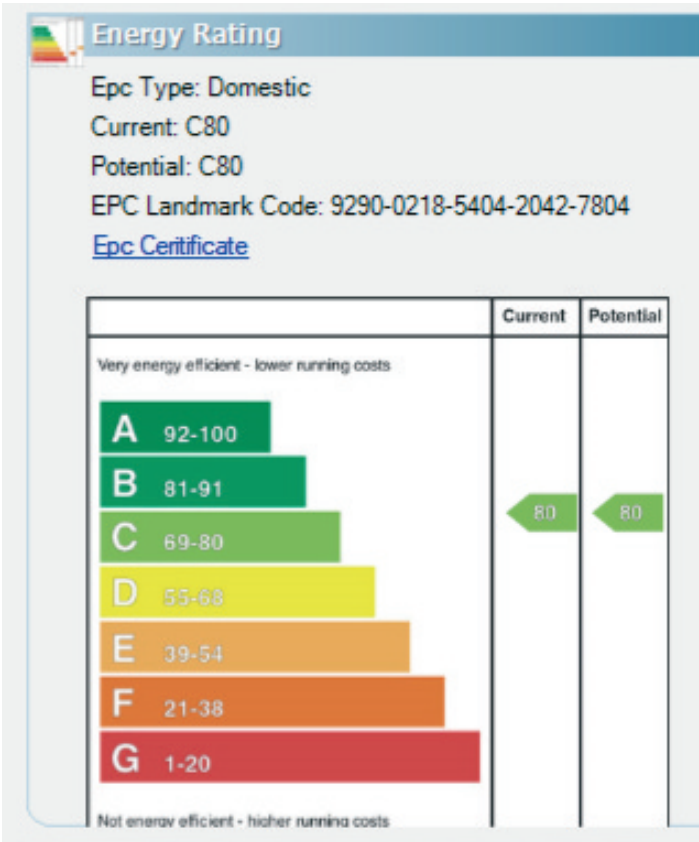 Energy Rating
Epc Type: Domestic
Current: C80
Potential: C80
EPC Landmark Code: 9290-0218-5404-2042-7804
Epc Ceritificate
Current Potential
Very energy efficient - lower running costs
A 92-100
B 81-91
80 80
C 69-80
D 55-68
E 39-54
F 21-38
G 1-20
Not energy efficient - higher running costs